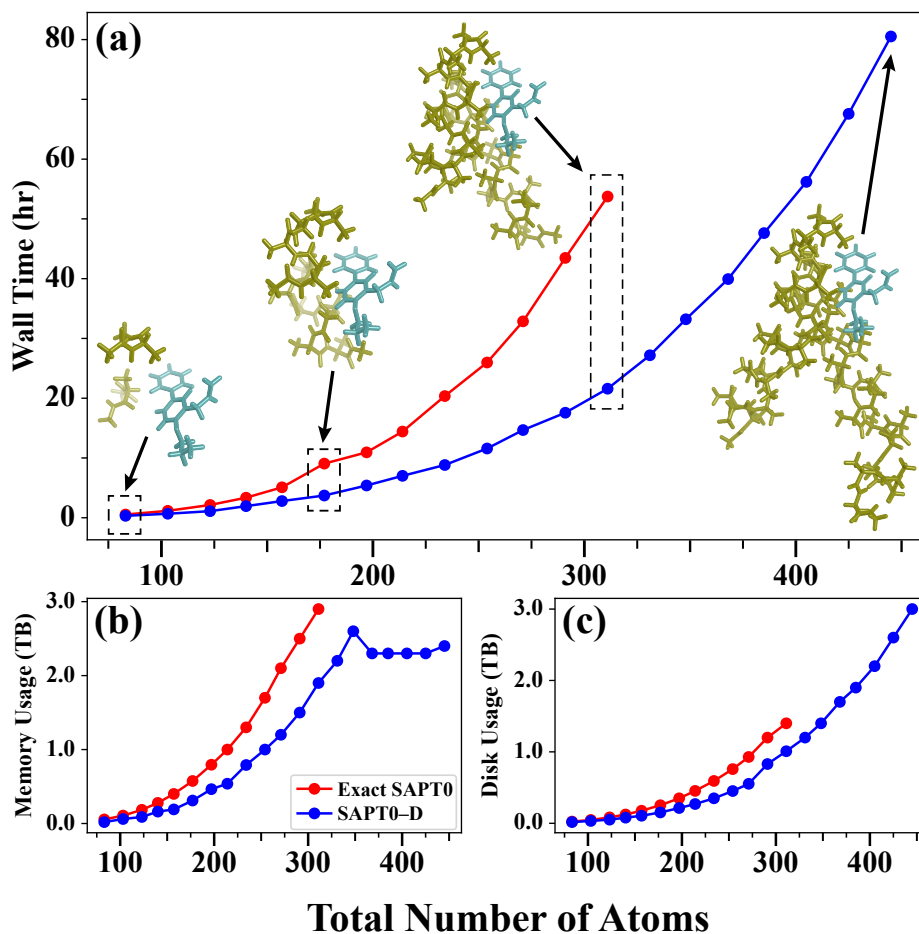 (a)
Wall Time (hr)
80
60
40
20
0
100
200
300
400
(b)
Memory Usage (TB)
3.0
2.0
1.0
0.0
100
200
300
400
Exact SAPT0
SAPT0–D
(c)
Disk Usage (TB)
3.0
2.0
1.0
0.0
100
200
300
400
Total Number of Atoms